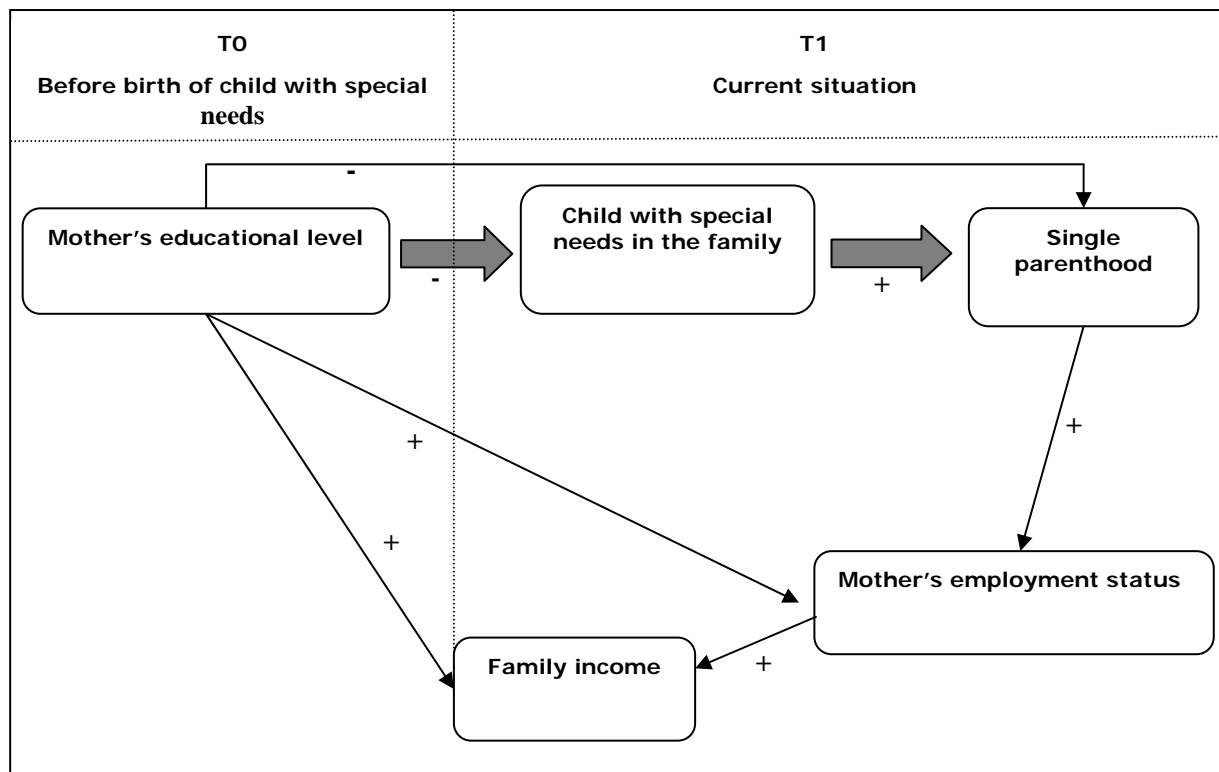 T0
Before birth of child with special
needs
T1
Current situation
-
Mother's educational level
-
Child with special
needs in the family
+
Single
parenthood
+
+
+
Mother's employment status
+
Family income